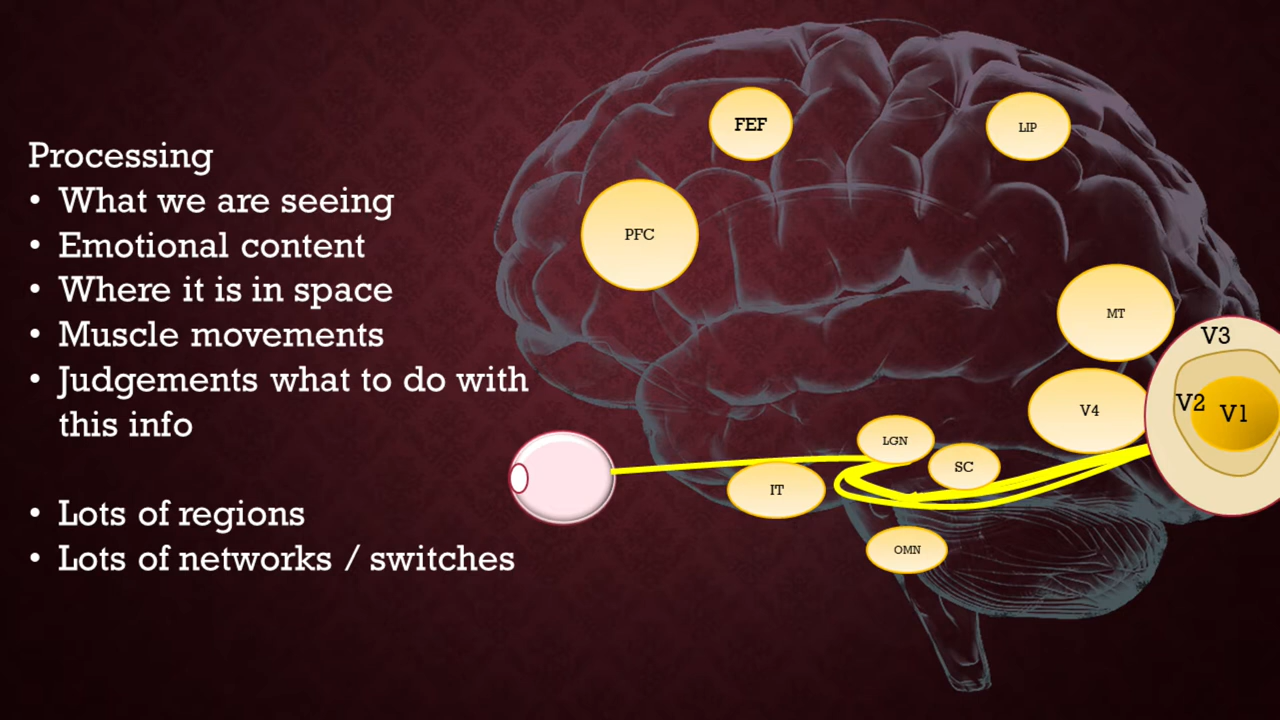 Processing
• What we are seeing
• Emotional content
• Where it is in space
• Muscle movements
• Judgements what to do with
this info
• Lots of regions
• Lots of networks / switches
FEF
LIP
PFC
MT
V3
V4
V2
V1
LGN
SC
IT
OMN